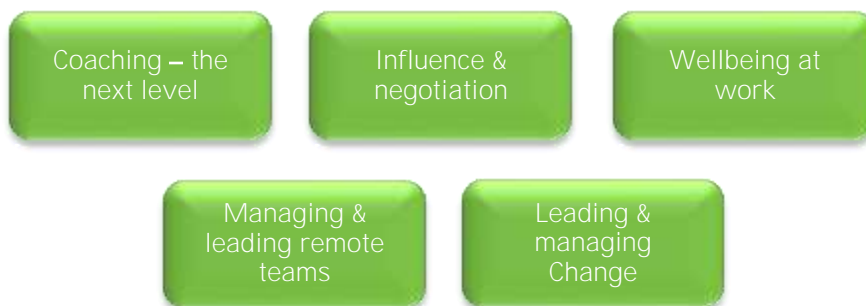 Coaching – the
next level
Influence &
negotiation
Wellbeing at
work
Managing &
leading remote
teams
Leading &
managing
Change